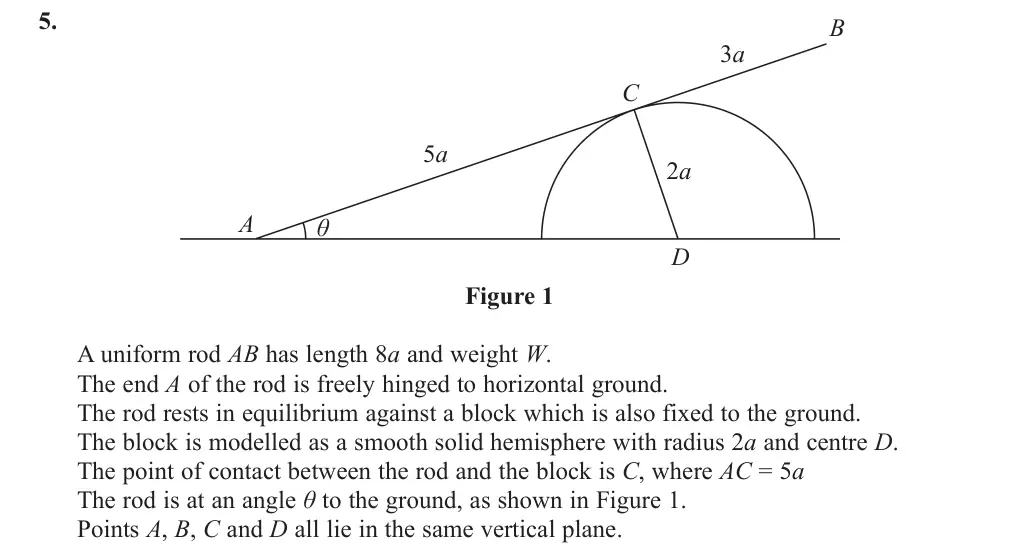 5.
B
3a
C
5a
2a
A
θ
D
Figure 1
A uniform rod AB has length 8a and weight W.
The end A of the rod is freely hinged to horizontal ground.
The rod rests in equilibrium against a block which is also fixed to the ground.
The block is modelled as a smooth solid hemisphere with radius 2a and centre D.
The point of contact between the rod and the block is C, where AC = 5a
The rod is at an angle θ to the ground, as shown in Figure 1.
Points A, B, C and D all lie in the same vertical plane.